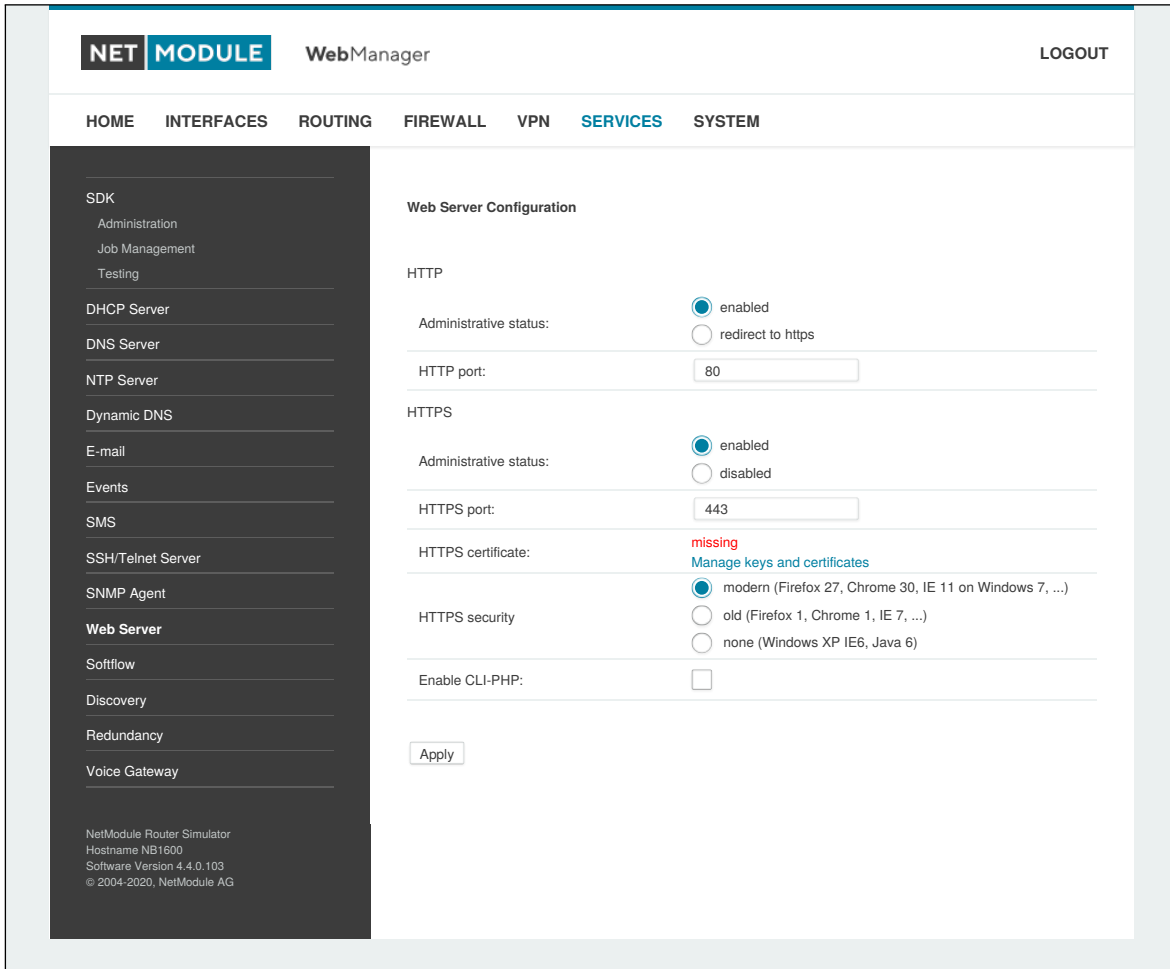 NET MODULE WebManager LOGOUT
HOME INTERFACES ROUTING FIREWALL VPN SERVICES SYSTEM
SDK
Administration
Job Management
Testing
DHCP Server
DNS Server
NTP Server
Dynamic DNS
E-mail
Events
SMS
SSH/Telnet Server
SNMP Agent
Web Server
Softflow
Discovery
Redundancy
Voice Gateway
NetModule Router Simulator
Hostname NB1600
Software Version 4.4.0.103
© 2004-2020, NetModule AG
Web Server Configuration
HTTP
Administrative status:
enabled
redirect to https
HTTP port: 80
HTTPS
Administrative status:
enabled
disabled
HTTPS port: 443
HTTPS certificate:
missing
Manage keys and certificates
HTTPS security
modern (Firefox 27, Chrome 30, IE 11 on Windows 7, ...)
old (Firefox 1, Chrome 1, IE 7, ...)
none (Windows XP IE6, Java 6)
Enable CLI-PHP:
Apply